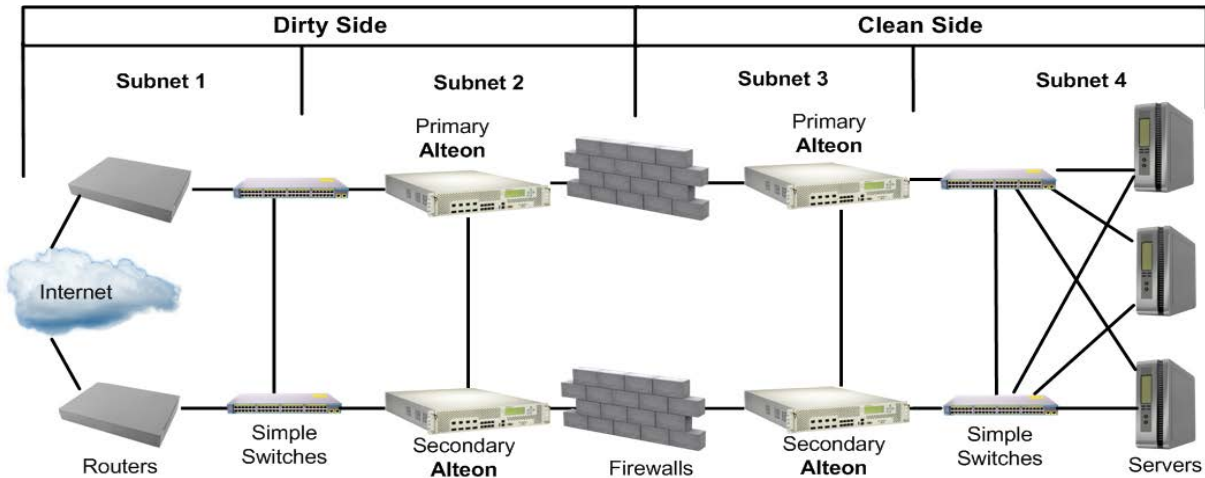 Dirty Side
Clean Side
Subnet 1
Subnet 2
Subnet 3
Subnet 4
Primary
Alteon
Primary
Alteon
Internet
Routers
Simple
Switches
Secondary
Alteon
Firewalls
Secondary
Alteon
Simple
Switches
Servers